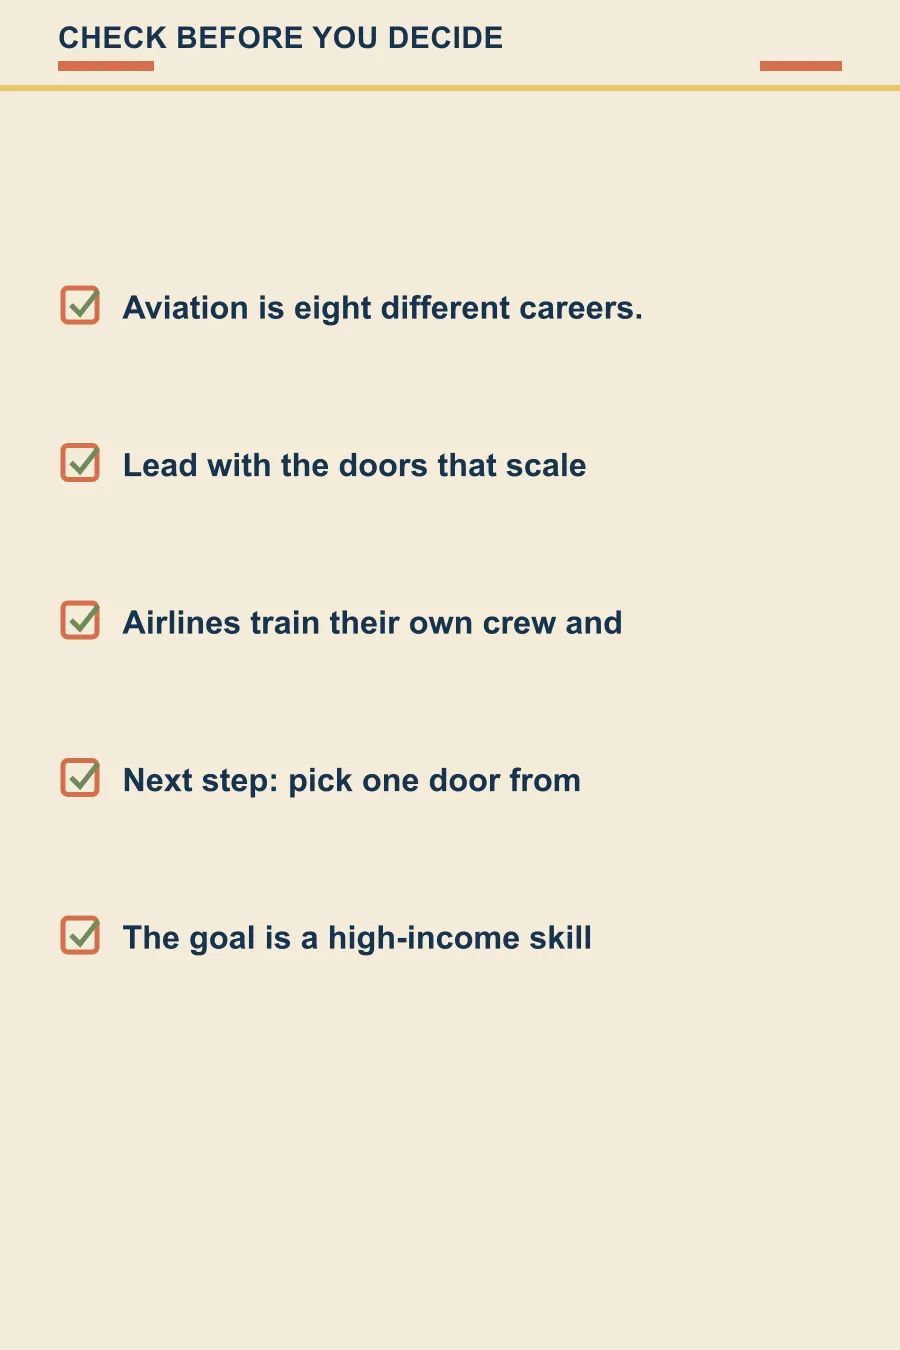 CHECK BEFORE YOU DECIDE
Aviation is eight different careers.
Lead with the doors that scale
Airlines train their own crew and
Next step: pick one door from
The goal is a high-income skill